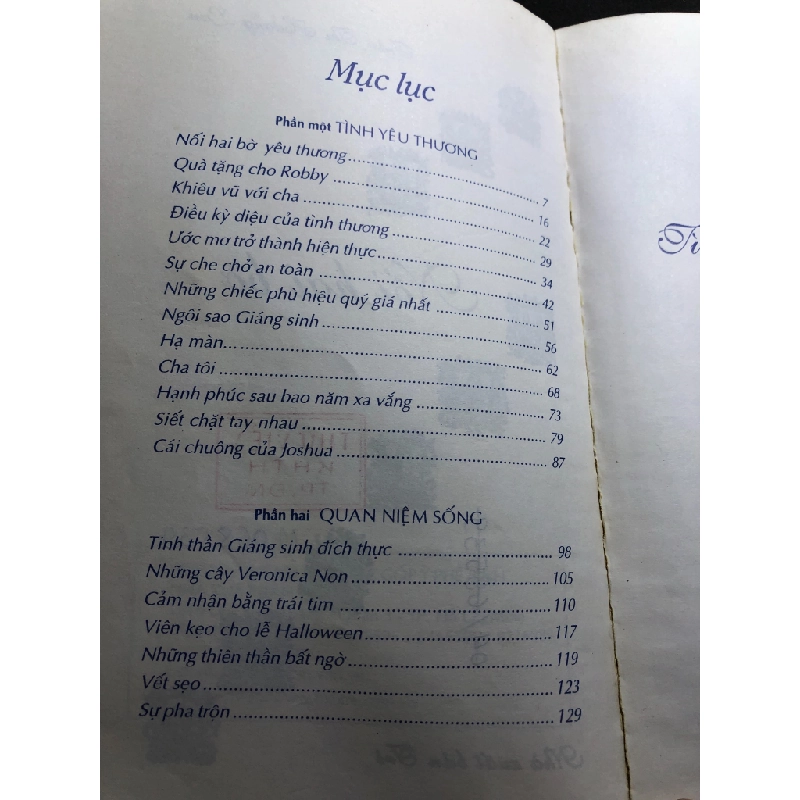 Mục lục
Phần một TÌNH YÊU THƯƠNG
Nối hai bờ yêu thương 7
Quà tặng cho Robby 16
Khiêu vũ với cha 22
Điều kỳ diệu của tình thương 29
Ước mơ trở thành hiện thực 34
Sự che chở an toàn 42
Những chiếc phù hiệu quý giá nhất 51
Ngôi sao Giáng sinh 56
Hạ màn 62
Cha tôi 68
Hạnh phúc sau bao năm xa vắng 73
Siết chặt tay nhau 79
Cái chuông của Joshua 87
Phần hai QUAN NIỆM SỐNG
Tinh thần Giáng sinh đích thực 98
Những cây Veronica Non 105
Cảm nhận bằng trái tim 110
Viên kẹo cho lễ Halloween 117
Những thiên thần bất ngờ 119
Vết sẹo 123
Sự pha trộn 129